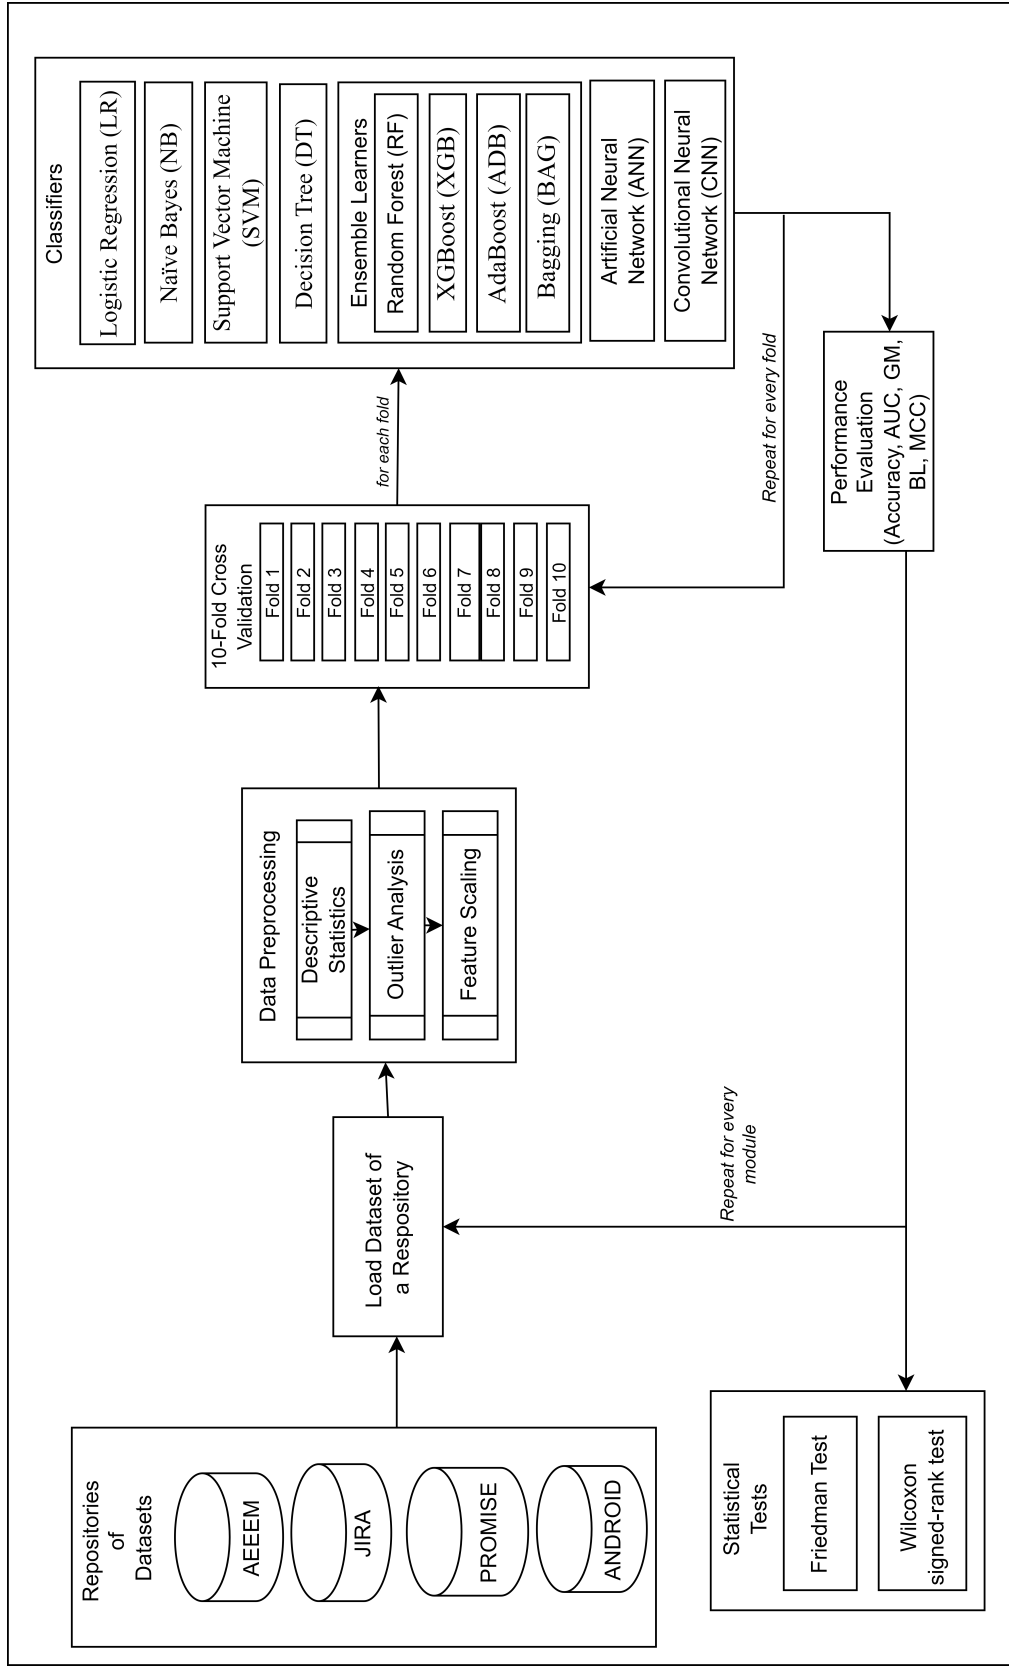 Repositories
of
Datasets
AEEEM
JIRA
PROMISE
ANDROID
Load Dataset of
a Respository
Data Preprocessing
Descriptive
Statistics
Outlier Analysis
Feature Scaling
10-Fold Cross
Validation
Fold 1
Fold 2
Fold 3
Fold 4
Fold 5
Fold 6
Fold 7
Fold 8
Fold 9
Fold 10
for each fold
Classifiers
Logistic Regression (LR)
Naïve Bayes (NB)
Support Vector Machine
(SVM)
Decision Tree (DT)
Ensemble Learners
Random Forest (RF)
XGBoost (XGB)
AdaBoost (ADB)
Bagging (BAG)
Artificial Neural
Network (ANN)
Convolutional Neural
Network (CNN)
Repeat for every fold
Performance
Evaluation
(Accuracy, AUC, GM,
BL, MCC)
Repeat for every
module
Statistical
Tests
Friedman Test
Wilcoxon
signed-rank test